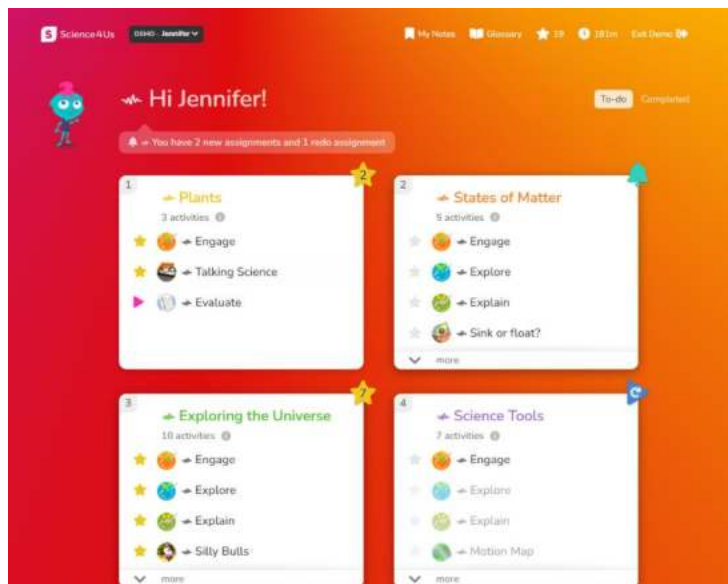 S Science4Us DEMO - Jennifer My Notes Glossary 19 181m Exit Demo
Hi Jennifer!
To-do Completed
You have 2 new assignments and 1 redo assignment
1
2
Plants
3 activities
Engage
Talking Science
Evaluate
2
States of Matter
5 activities
Engage
Explore
Explain
Sink or float?
more
3
7
Exploring the Universe
10 activities
Engage
Explore
Explain
Silly Bulls
more
4
Science Tools
7 activities
Engage
Explore
Explain
Motion Map
more